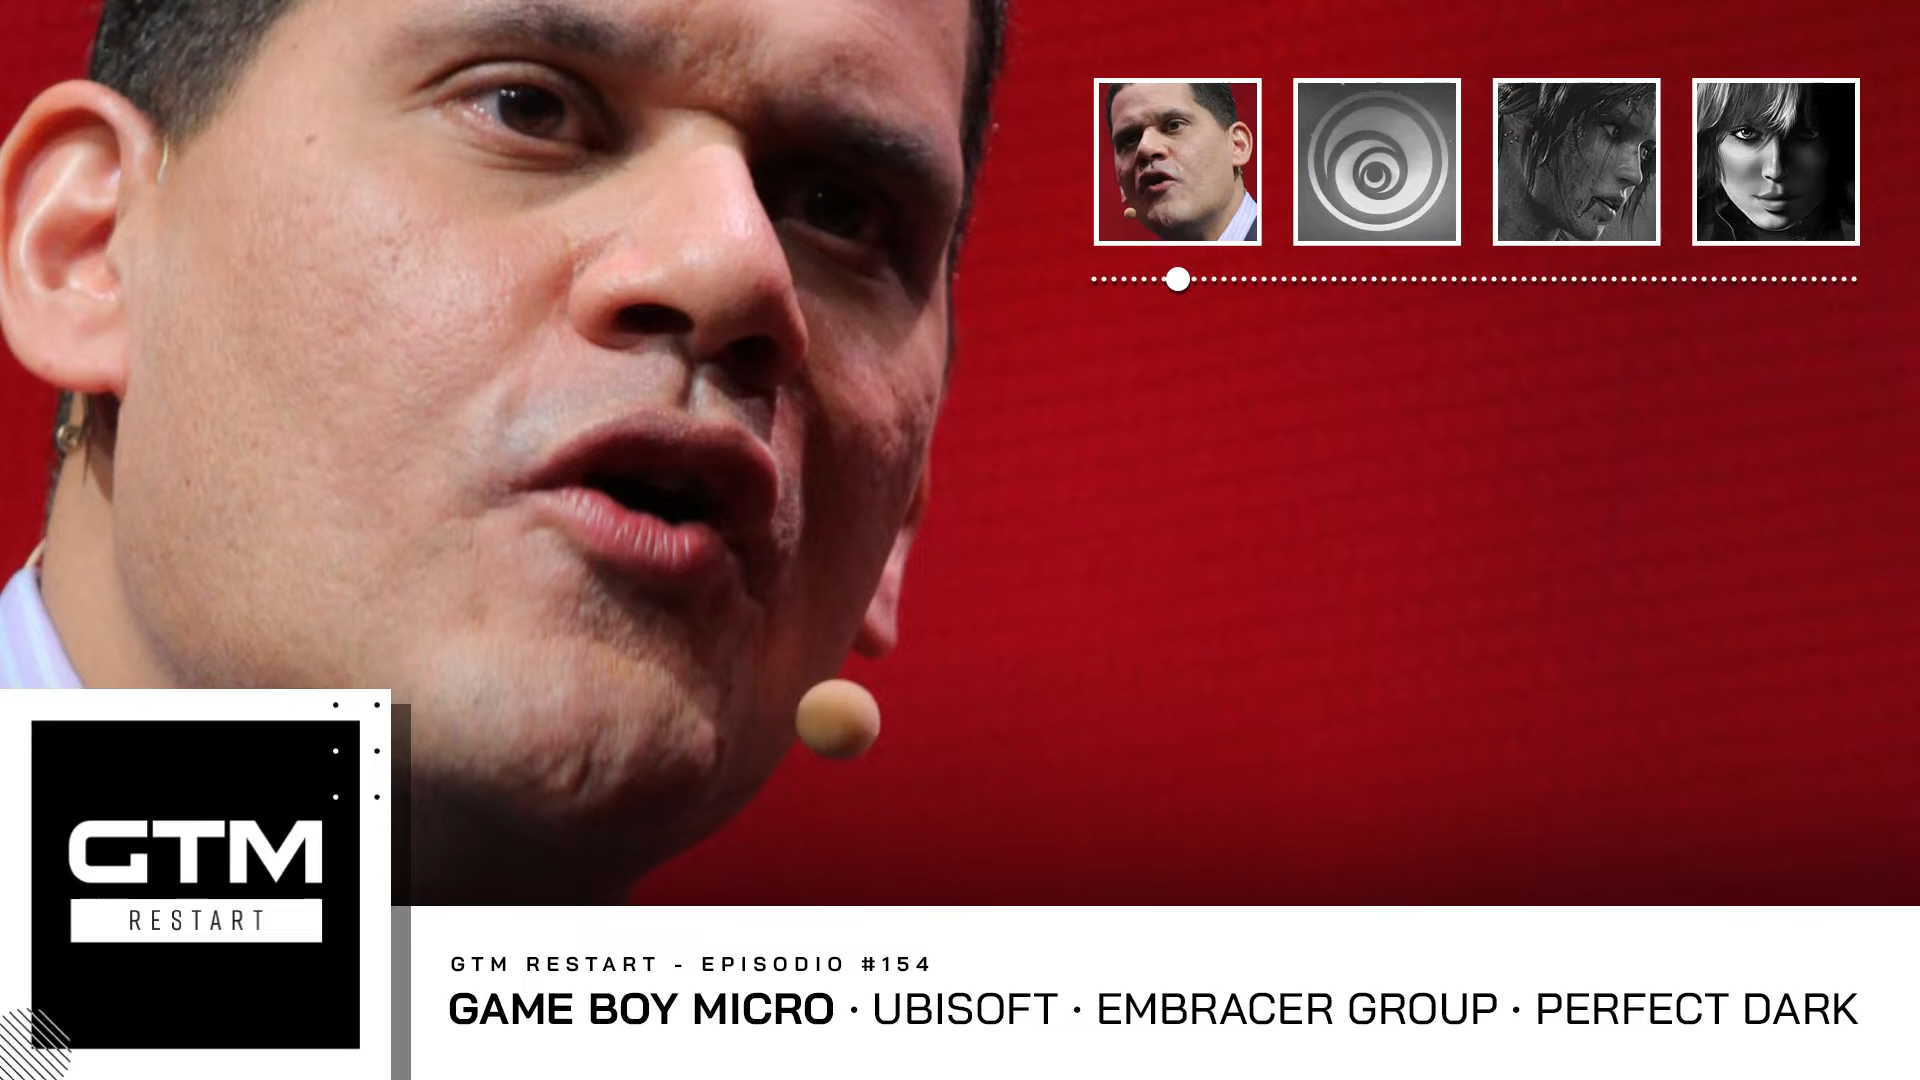 GTM
RESTART
GTM RESTART - EPISODIO #154
GAME BOY MICRO · UBISOFT · EMBRACER GROUP · PERFECT DARK